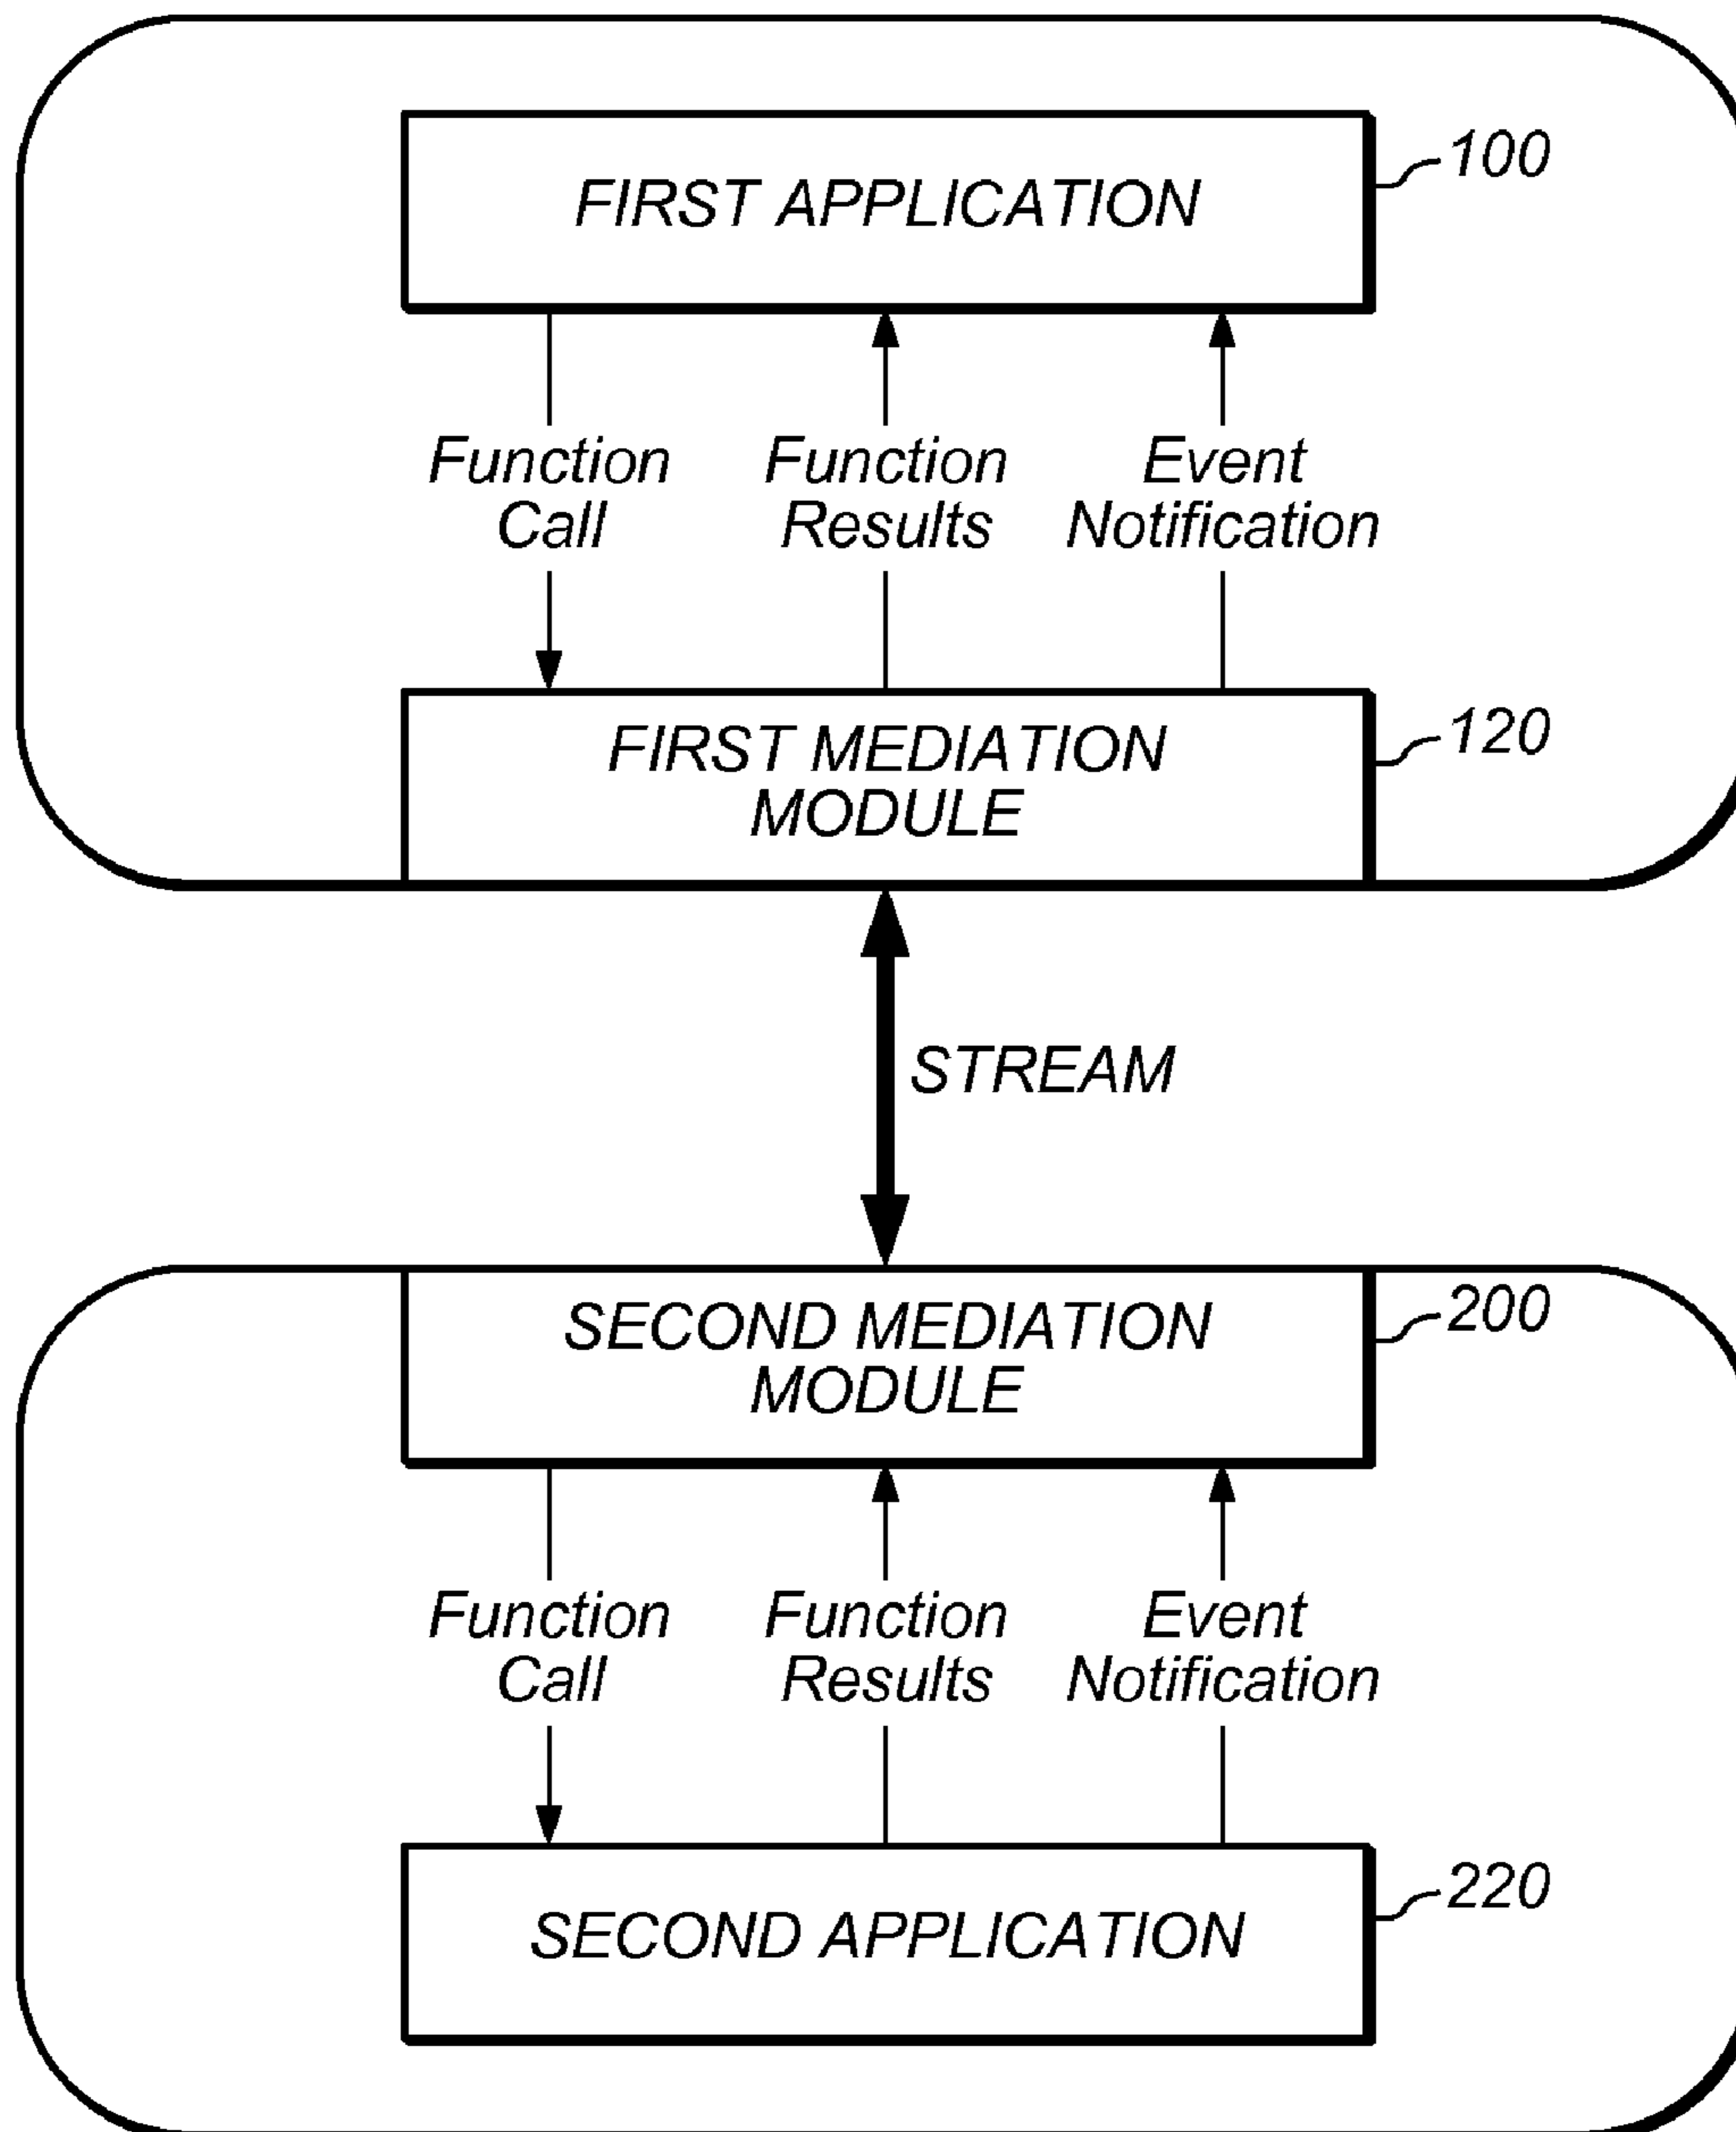 FIRST APPLICATION
100
Function Call
Function Results
Event Notification
FIRST MEDIATION
MODULE
120
STREAM
SECOND MEDIATION
MODULE
200
Function Call
Function Results
Event Notification
SECOND APPLICATION
220